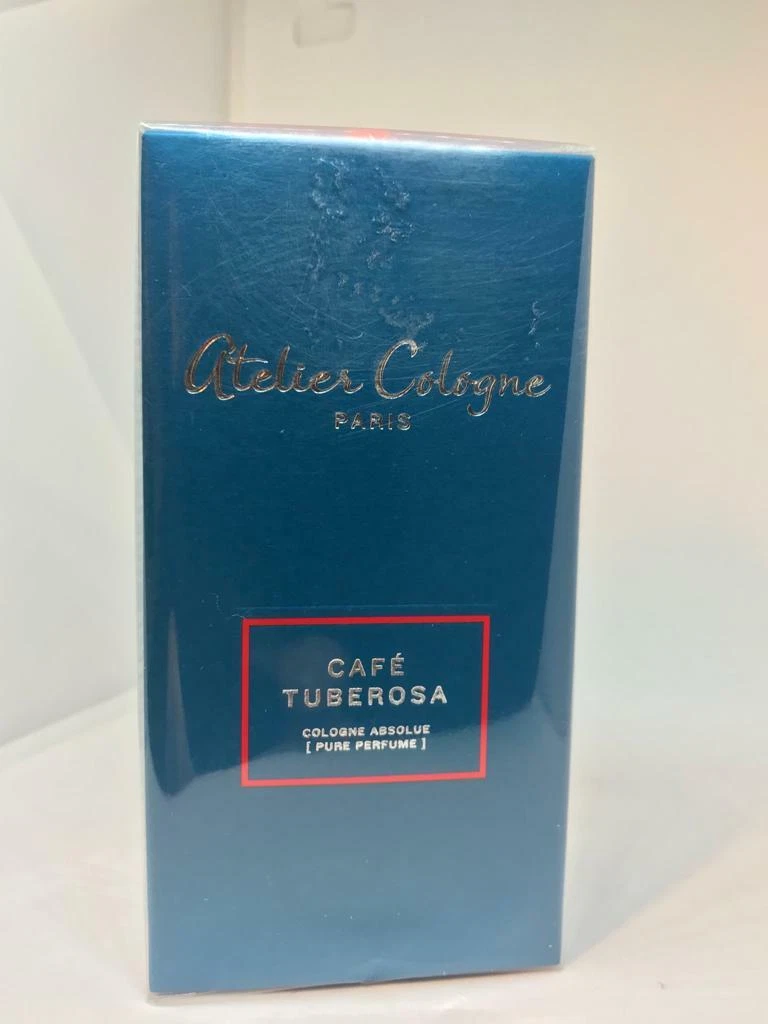 Atelier Cologne
PARIS
CAFÉ
TUBEROSA
COLOGNE ABSOLUE
[ PURE PERFUME ]